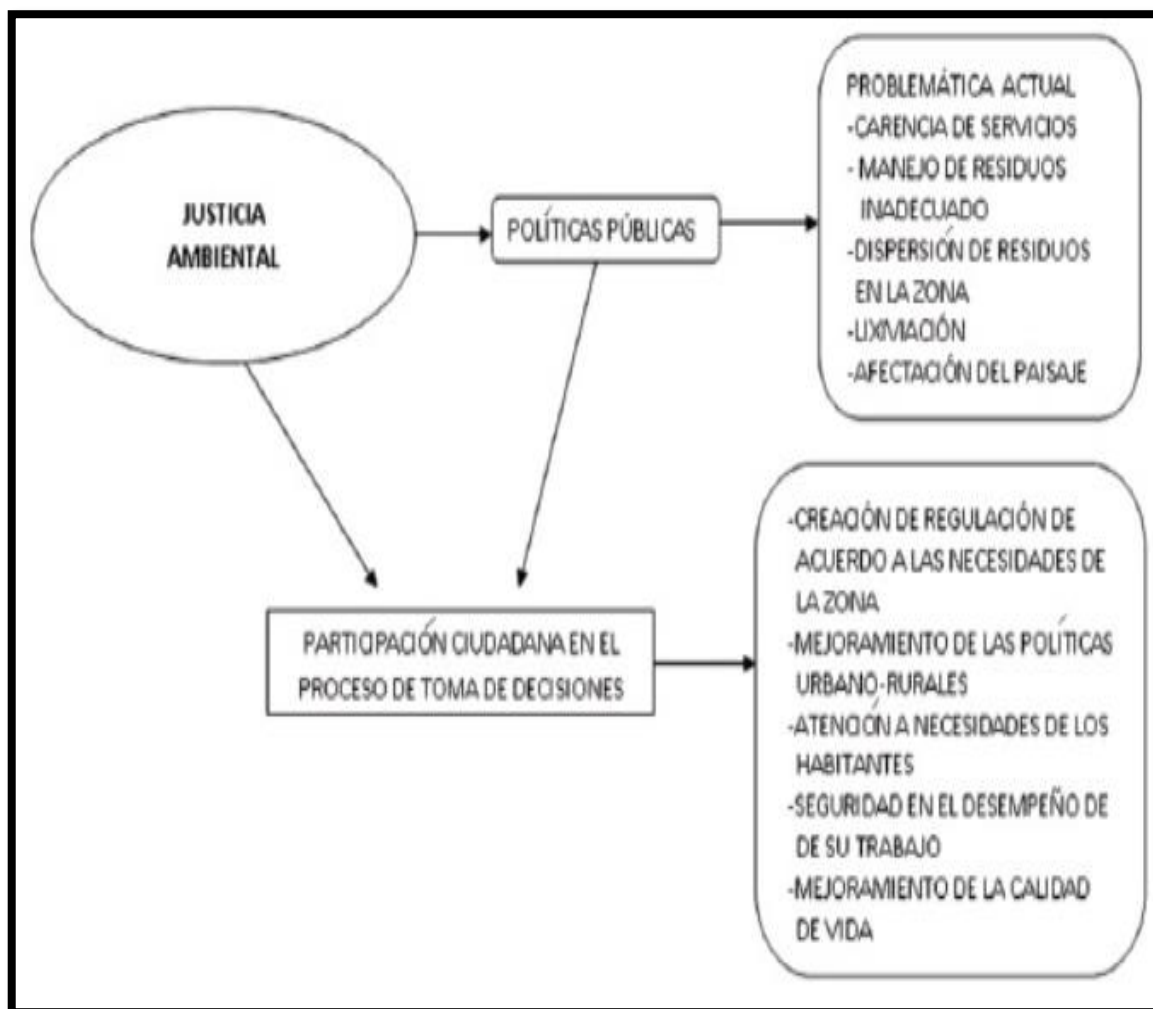 JUSTICIA
AMBIENTAL
POLÍTICAS PÚBLICAS
PROBLEMÁTICA ACTUAL
-CARENCIA DE SERVICIOS
- MANEJO DE RESIDUOS
INADECUADO
-DISPERSIÓN DE RESIDUOS
EN LA ZONA
-LIXIVIACIÓN
-AFECTACIÓN DEL PAISAJE
PARTICIPACIÓN CIUDADANA EN EL
PROCESO DE TOMA DE DECISIONES
-CREACIÓN DE REGULACIÓN DE
ACUERDO A LAS NECESIDADES DE
LA ZONA
-MEJORAMIENTO DE LAS POLÍTICAS
URBANO-RURALES
-ATENCIÓN A NECESIDADES DE LOS
HABITANTES
-SEGURIDAD EN EL DESEMPEÑO DE
DE SU TRABAJO
-MEJORAMIENTO DE LA CALIDAD
DE VIDA